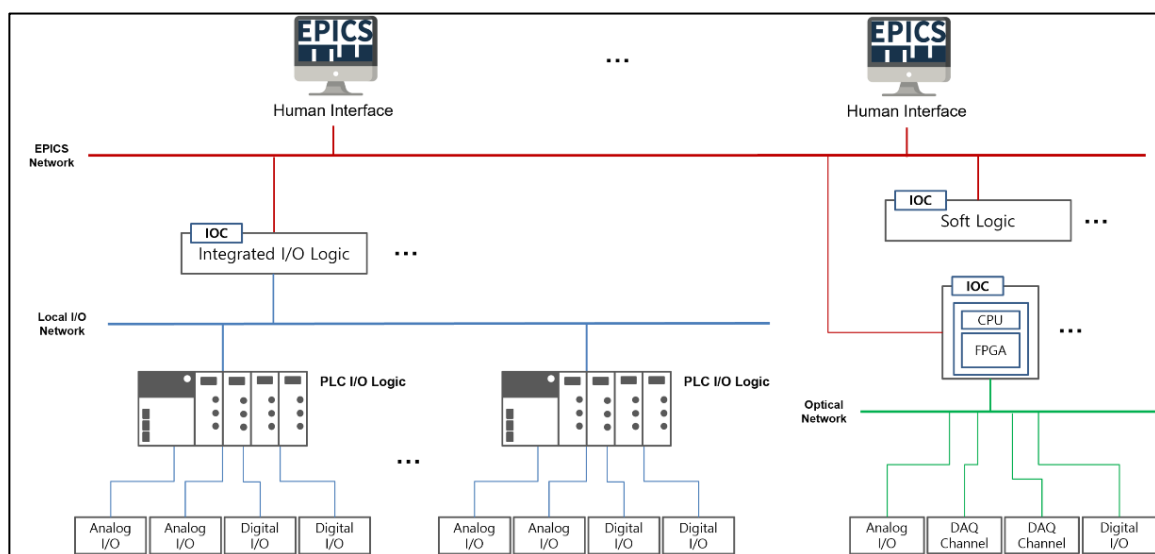 EPICS
EPICS
...
Human Interface
Human Interface
EPICS
Network
IOC
Soft Logic
...
IOC
Integrated I/O Logic
...
IOC
CPU
FPGA
...
Local I/O
Network
PLC I/O Logic
PLC I/O Logic
Optical
Network
...
Analog
I/O
Analog
I/O
Digital
I/O
Digital
I/O
Analog
I/O
Analog
I/O
Digital
I/O
Digital
I/O
Analog
I/O
DAQ
Channel
DAQ
Channel
Digital
I/O